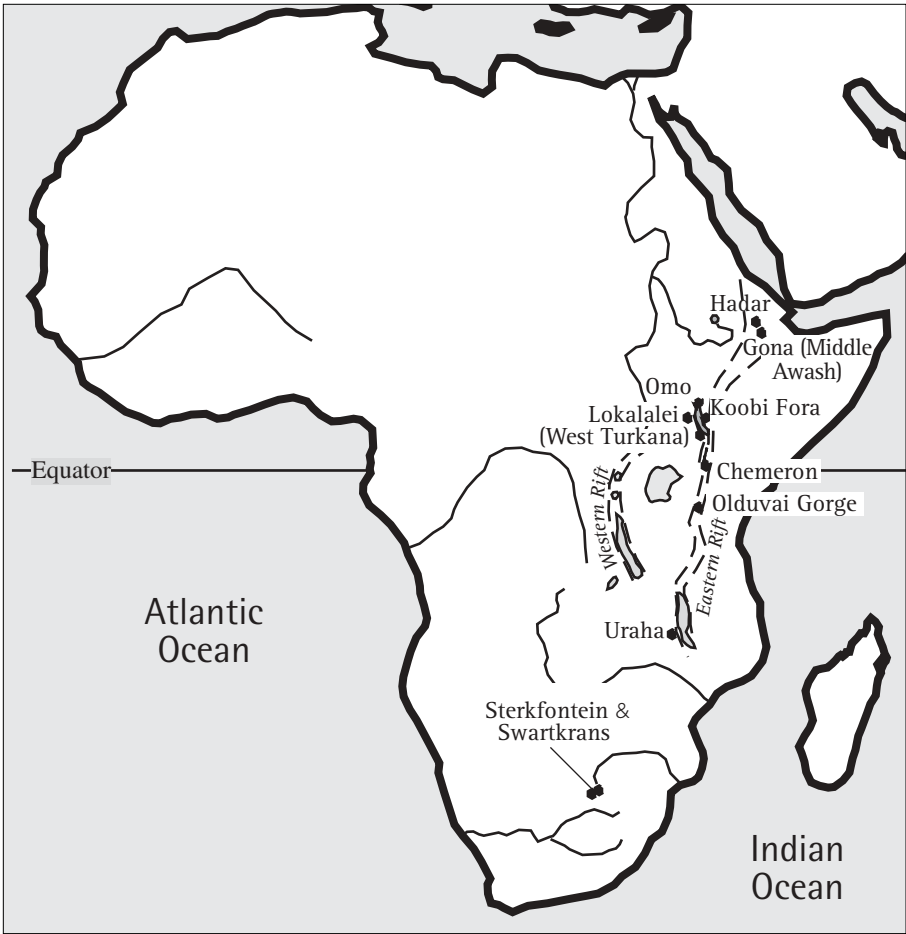 Hadar
Gona (Middle
Awash)
Omo
Koobi Fora
Lokalalei
(West Turkana)
Equator
Chemeron
Olduvai Gorge
Western Rift
Eastern Rift
Atlantic
Ocean
Uraha
Sterkfontein &
Swartkrans
Indian
Ocean